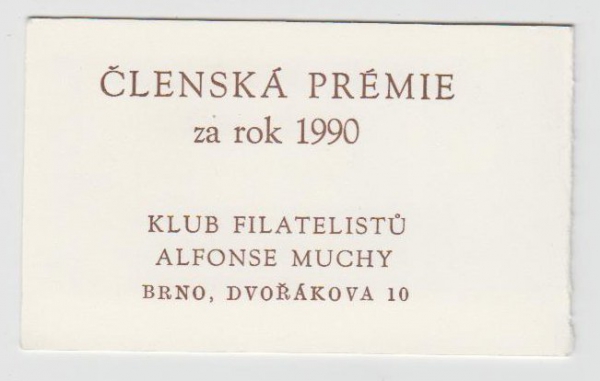 ČLENSKÁ PRÉMIE
za rok 1990
KLUB FILATELISTŮ
ALFONSE MUCHY
BRNO, DVOŘÁKOVA 10